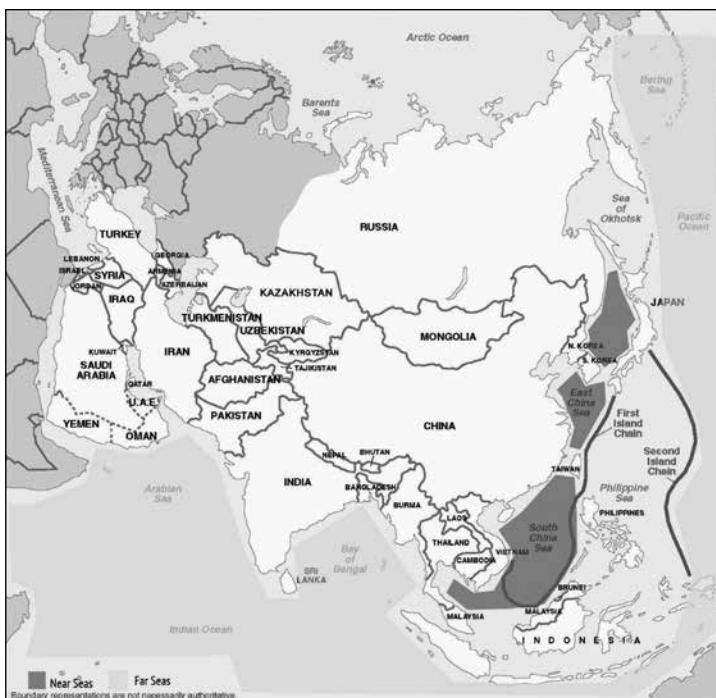 Arctic Ocean
Bering
Sea
Barents
Sea
Mediterranean Sea
Sea
of
Okhotsk
RUSSIA
Pacific
Ocean
TURKEY
GEORGIA
LEBANON
ARMENIA
ISRAEL
SYRIA
AZERBAIJAN
JORDAN
KAZAKHSTAN
IRAQ
JAPAN
TURKMENISTAN
UZBEKISTAN
MONGOLIA
N. KOREA
KUWAIT
IRAN
KYRGYZSTAN
S. KOREA
SAUDI
ARABIA
TAJIKISTAN
QATAR
AFGHANISTAN
U.A.E.
East
China
Sea
PAKISTAN
First
Island
Chain
YEMEN
OMAN
CHINA
Second
Island
Chain
NEPAL
BHUTAN
TAIWAN
INDIA
BANGLADESH
Philippine
Sea
Arabian
Sea
BURMA
PHILIPPINES
LAOS
South
China
Sea
THAILAND
Bay
of
Bengal
VIETNAM
CAMBODIA
SRI
LANKA
BRUNEI
MALAYSIA
MALAYSIA
Indian Ocean
INDONESIA
Near Seas
Far Seas
Boundary representations are not necessarily authoritative.